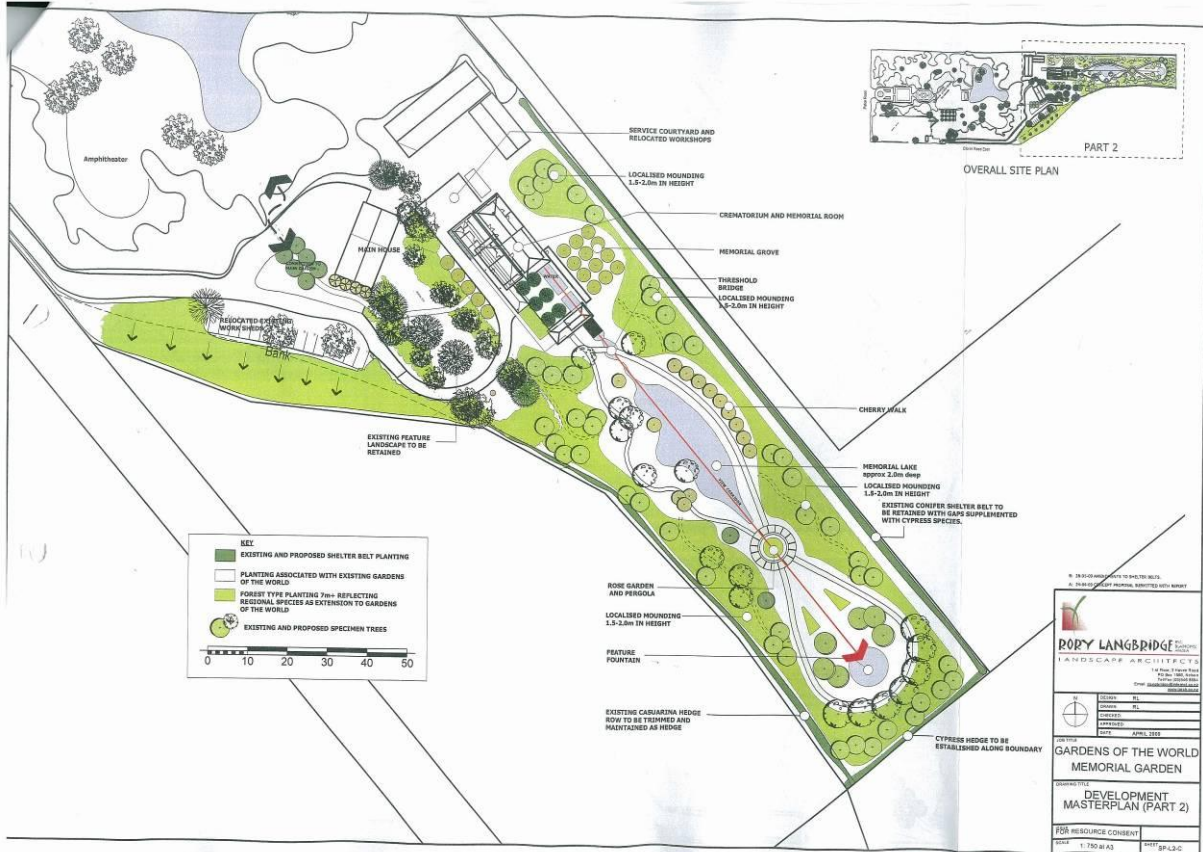 Amphitheater
MAIN HOUSE
RELOCATED EXISTING
WORK SHEDS
Bank
EXISTING FEATURE
LANDSCAPE TO BE
RETAINED
SERVICE COURTYARD AND
RELOCATED WORKSHOPS
LOCALISED MOUNDING
1.5-2.0m IN HEIGHT
CREMATORIUM AND MEMORIAL ROOM
MEMORIAL GROVE
THRESHOLD
BRIDGE
LOCALISED MOUNDING
1.5-2.0m IN HEIGHT
CHERRY WALK
MEMORIAL LAKE
approx 2.0m deep
LOCALISED MOUNDING
1.5-2.0m IN HEIGHT
EXISTING CONIFER SHELTER BELT TO
BE RETAINED WITH GAPS SUPPLEMENTED
WITH CYPRESS SPECIES.
ROSE GARDEN
AND PERGOLA
LOCALISED MOUNDING
1.5-2.0m IN HEIGHT
FEATURE
FOUNTAIN
EXISTING CASUARINA HEDGE
ROW TO BE TRIMMED AND
MAINTAINED AS HEDGE
CYPRESS HEDGE TO BE
ESTABLISHED ALONG BOUNDARY
PART 2
OVERALL SITE PLAN
KEY
EXISTING AND PROPOSED SHELTER BELT PLANTING
PLANTING ASSOCIATED WITH EXISTING GARDENS
OF THE WORLD
FOREST TYPE PLANTING 7m+ REFLECTING
REGIONAL SPECIES AS EXTENSION TO GARDENS
OF THE WORLD
EXISTING AND PROPOSED SPECIMEN TREES
0 10 20 30 40 50
RORY LANGBRIDGE
LANDSCAPE ARCHITECTS
N
DESIGN RL
DRAWN RL
CHECKED
APPROVED
DATE APRIL 2009
JOB TITLE
GARDENS OF THE WORLD
MEMORIAL GARDEN
DRAWING TITLE
DEVELOPMENT
MASTERPLAN (PART 2)
FOR RESOURCE CONSENT
SCALE 1: 750 at A3
SHEET